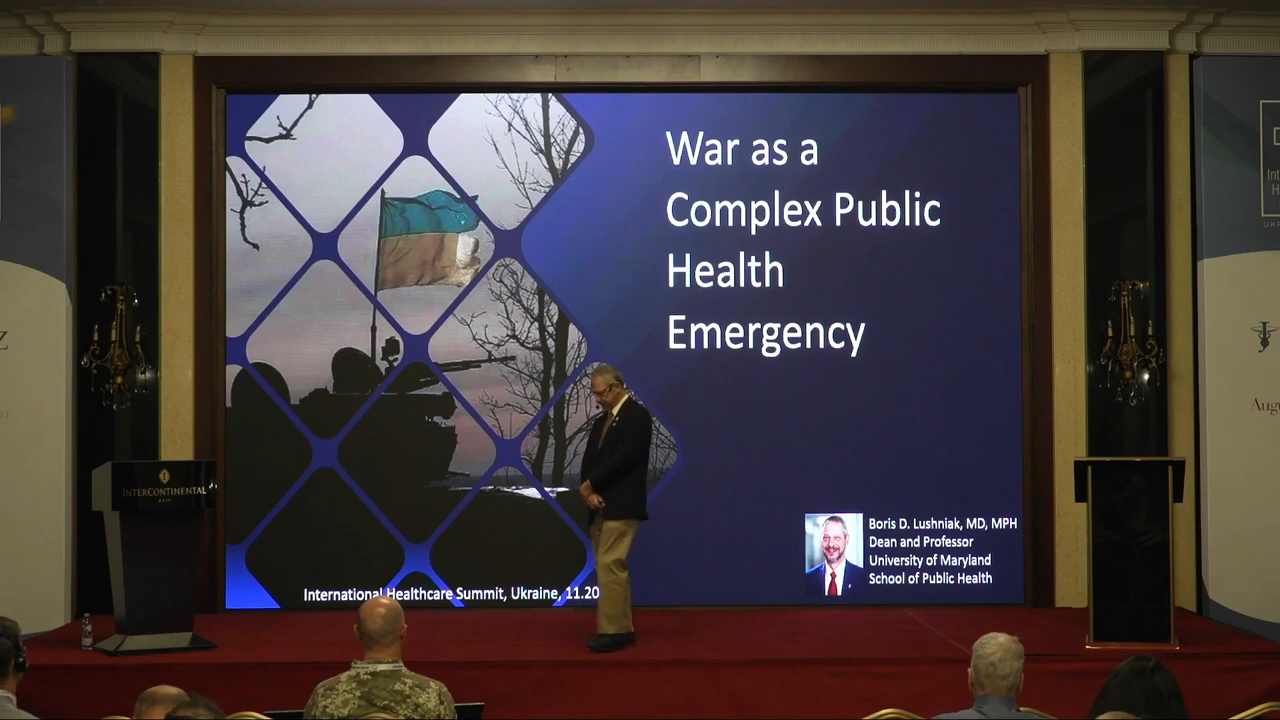 War as a
Complex Public
Health
Emergency
Boris D. Lushniak, MD, MPH
Dean and Professor
University of Maryland
School of Public Health
International Healthcare Summit, Ukraine, 11.20
INTERCONTINENTAL